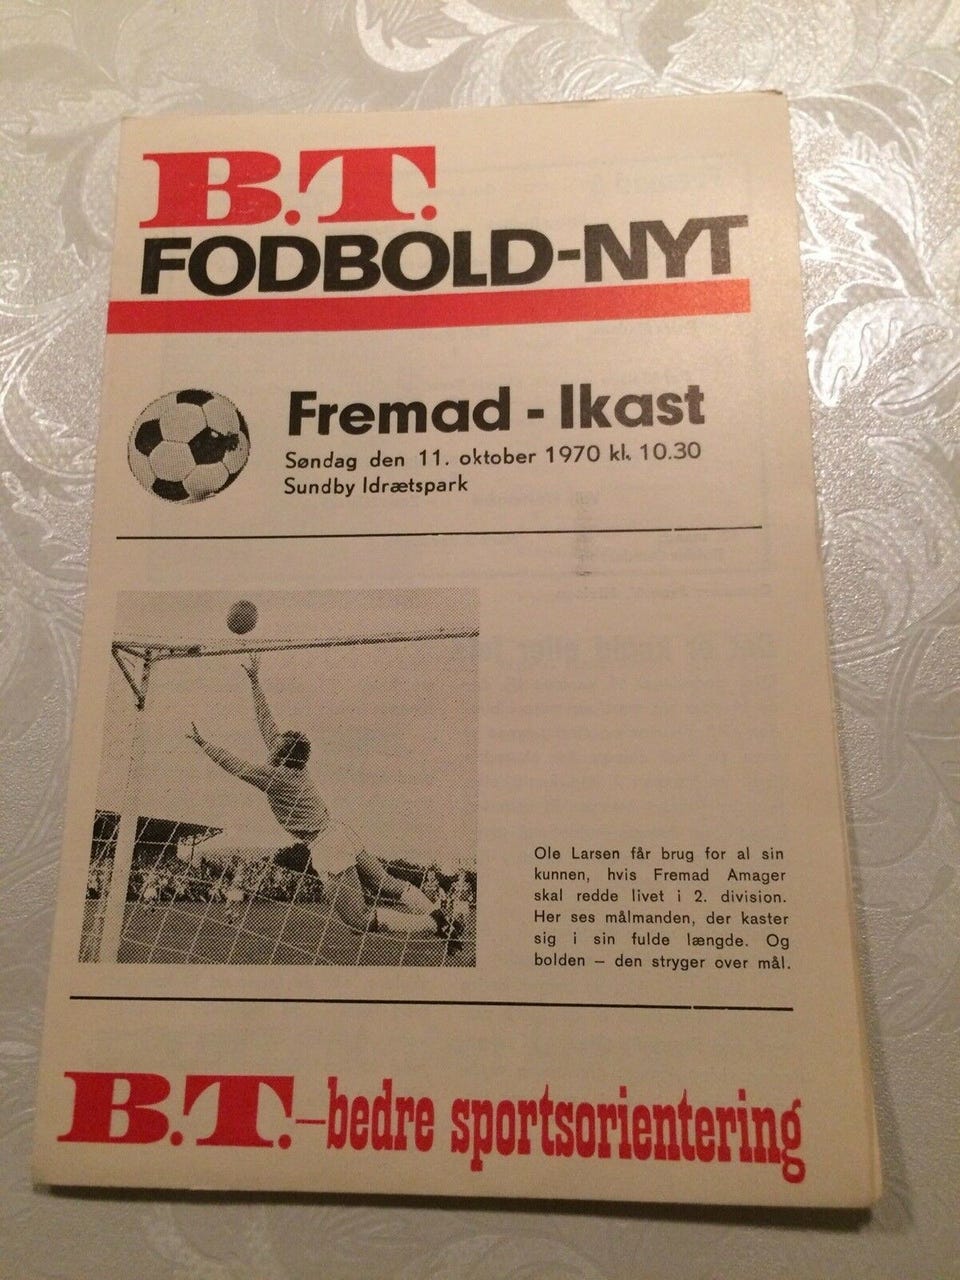 B.T.
FODBOLD-NYT
Fremad - Ikast
Søndag den 11. oktober 1970 kl. 10.30
Sundby Idrætspark
Ole Larsen får brug for al sin
kunnen, hvis Fremad Amager
skal redde livet i 2. division.
Her ses målmanden, der kaster
sig i sin fulde længde. Og
bolden – den stryger over mål.
B.T.–bedre sportsorientering